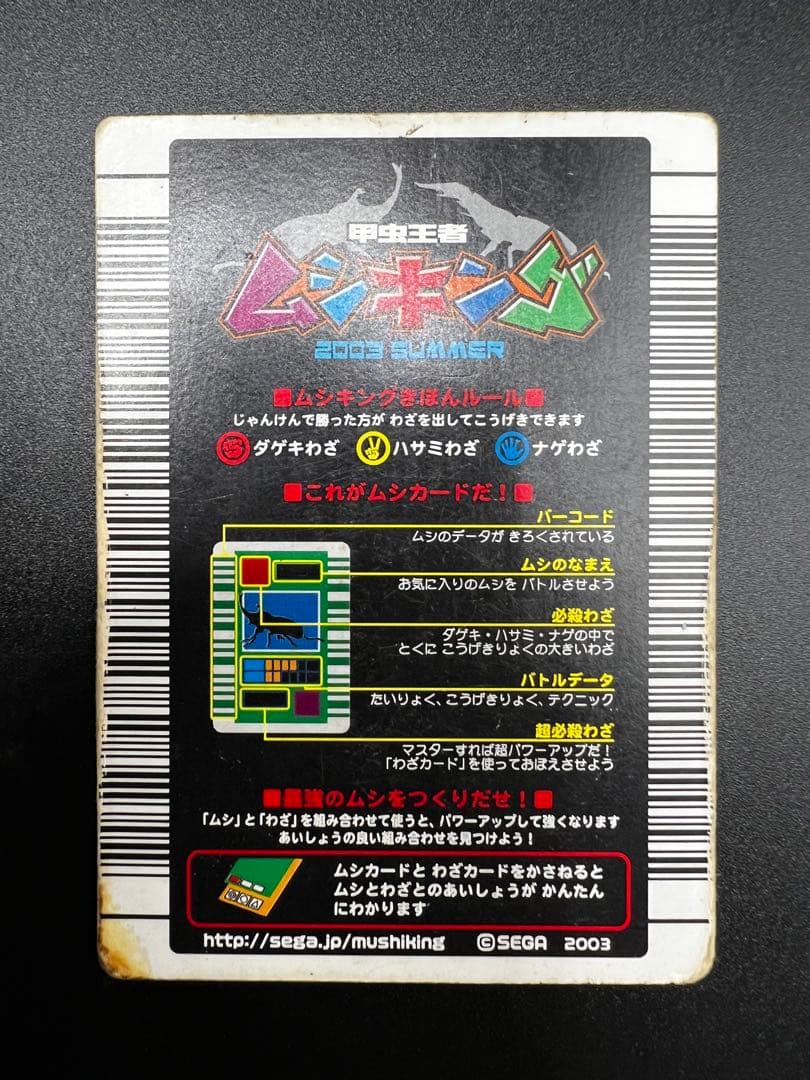 甲虫王者
ムシキング
2003 SUMMER
■ムシキングきほんルール■
じゃんけんで勝った方が わざを出してこうげきできます
ダゲキわざ ハサミわざ ナゲわざ
■これがムシカードだ！■
バーコード
ムシのデータが きろくされている
ムシのなまえ
お気に入りのムシを バトルさせよう
必殺わざ
ダゲキ・ハサミ・ナゲの中で
とくに こうげきりょくの大きいわざ
バトルデータ
たいりょく、こうげきりょく、テクニック
超必殺わざ
マスターすれば超パワーアップだ！
「わざカード」を使っておぼえさせよう
■最強のムシをつくりだせ！■
「ムシ」と「わざ」を組み合わせて使うと、パワーアップして強くなります
あいしょうの良い組み合わせを見つけよう！
ムシカードと わざカードをかさねると
ムシとわざとのあいしょうが かんたん
にわかります
http://sega.jp/mushiking ©SEGA 2003